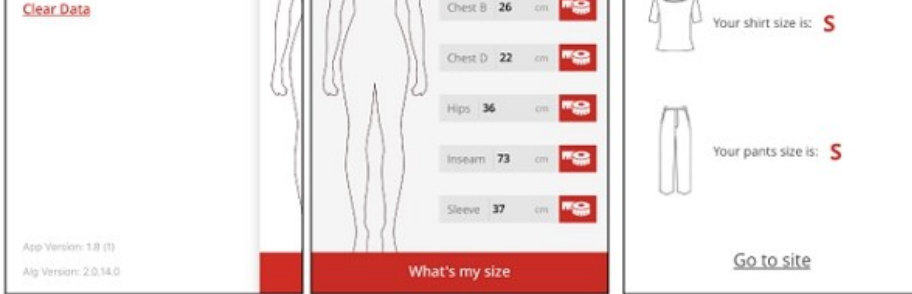 Clear Data
App Version: 1.8 (1)
Alg Version: 2.0.14.0
Chest B 26 cm
Chest D 22 cm
Hips 36 cm
Inseam 73 cm
Sleeve 37 cm
What's my size
Your shirt size is: S
Your pants size is: S
Go to site